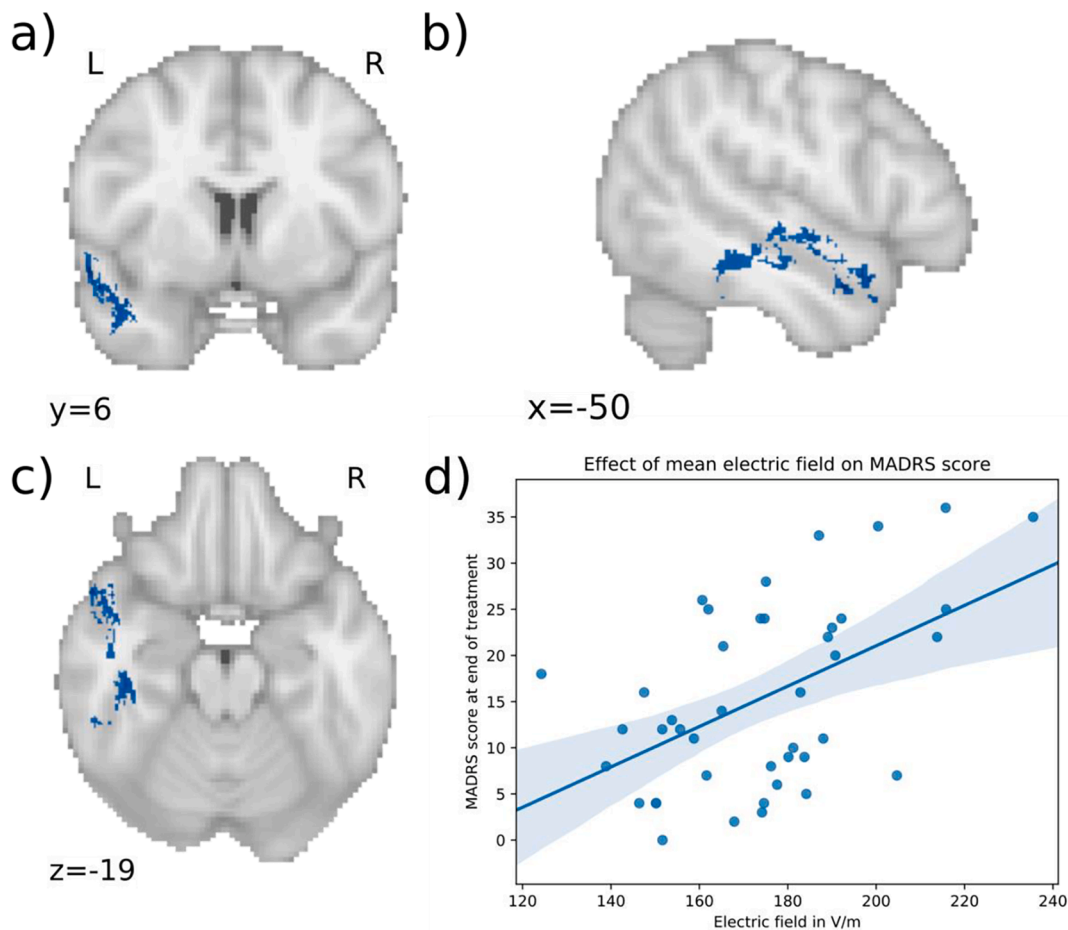 a)
L
R
y=6
b)
x=-50
c)
L
R
z=-19
d)
Effect of mean electric field on MADRS score
MADRS score at end of treatment
35
30
25
20
15
10
5
0
120 140 160 180 200 220 240
Electric field in V/m